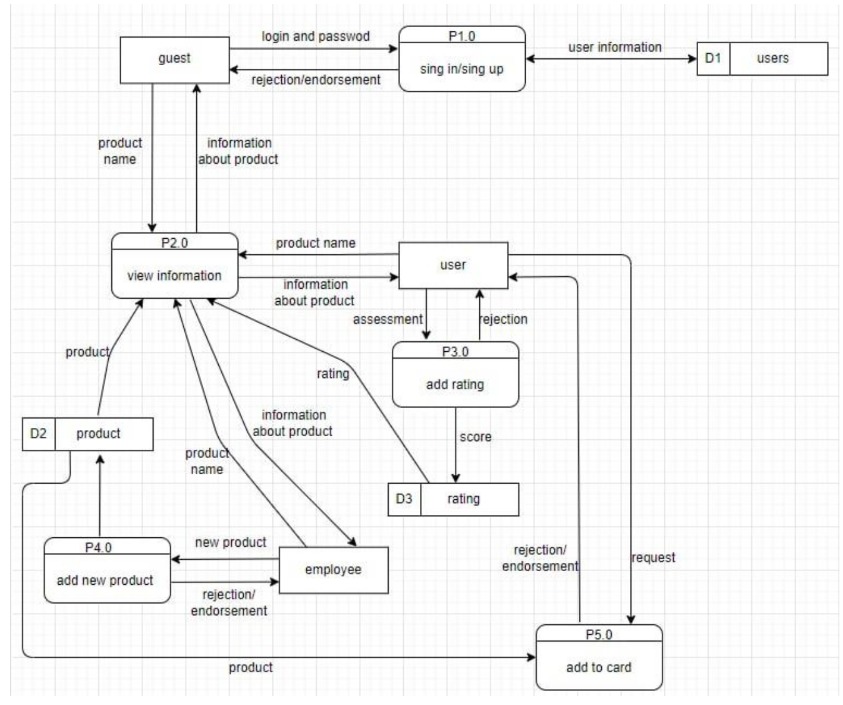 login and passwod
P1.0
guest
sing in/sing up
user information
D1
users
rejection/endorsement
product
name
information
about product
P2.0
view information
product name
user
information
about product
assessment
rejection
P3.0
add rating
product
rating
information
about product
score
D2
product
product
name
D3
rating
P4.0
add new product
new product
employee
rejection/
endorsement
rejection/
endorsement
request
P5.0
add to card
product